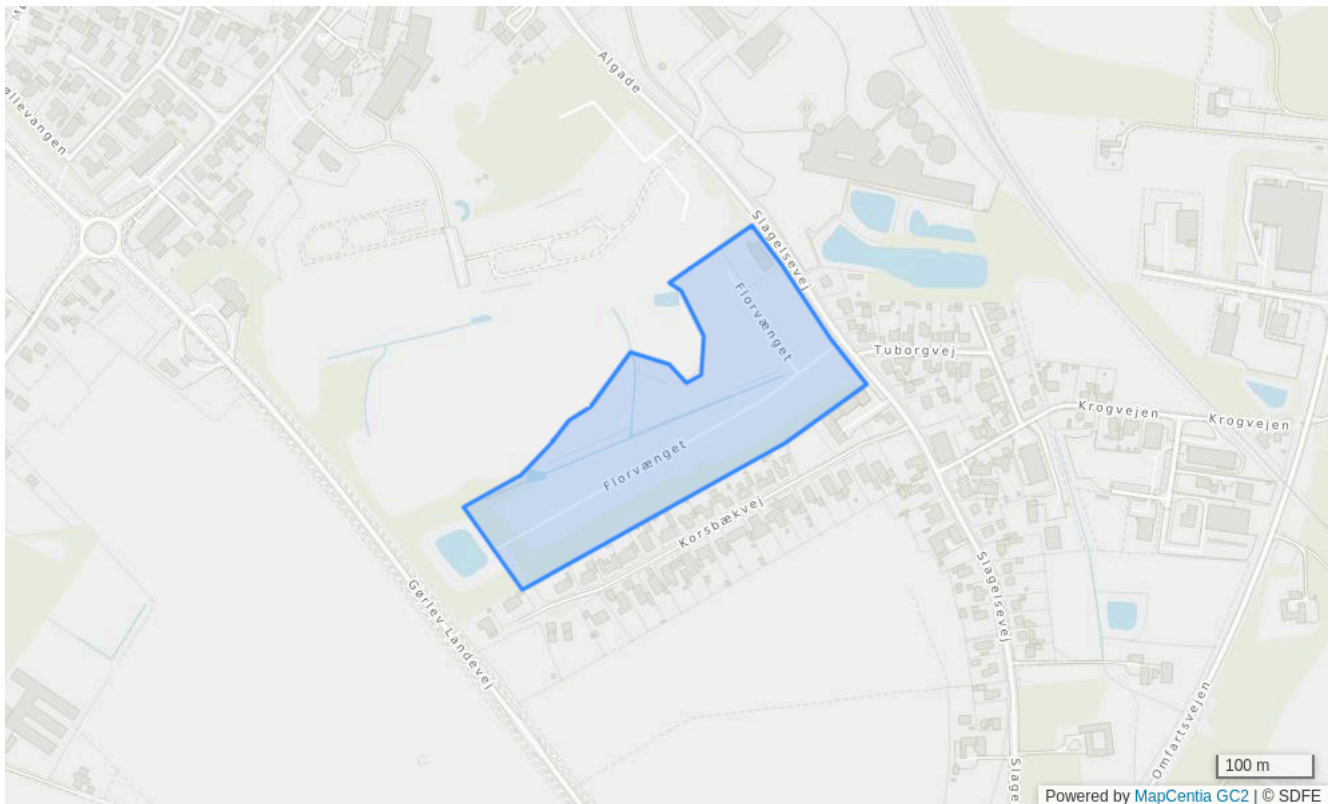 Algade
Slagelsevej
Florvænget
Tuborgvej
Krogvejen
Krogvejen
Florvænget
Korsbækvej
Gørlev Landevej
Slagelsevej
Omfartsvejen
100 m
Powered by MapCentia GC2 | © SDFE